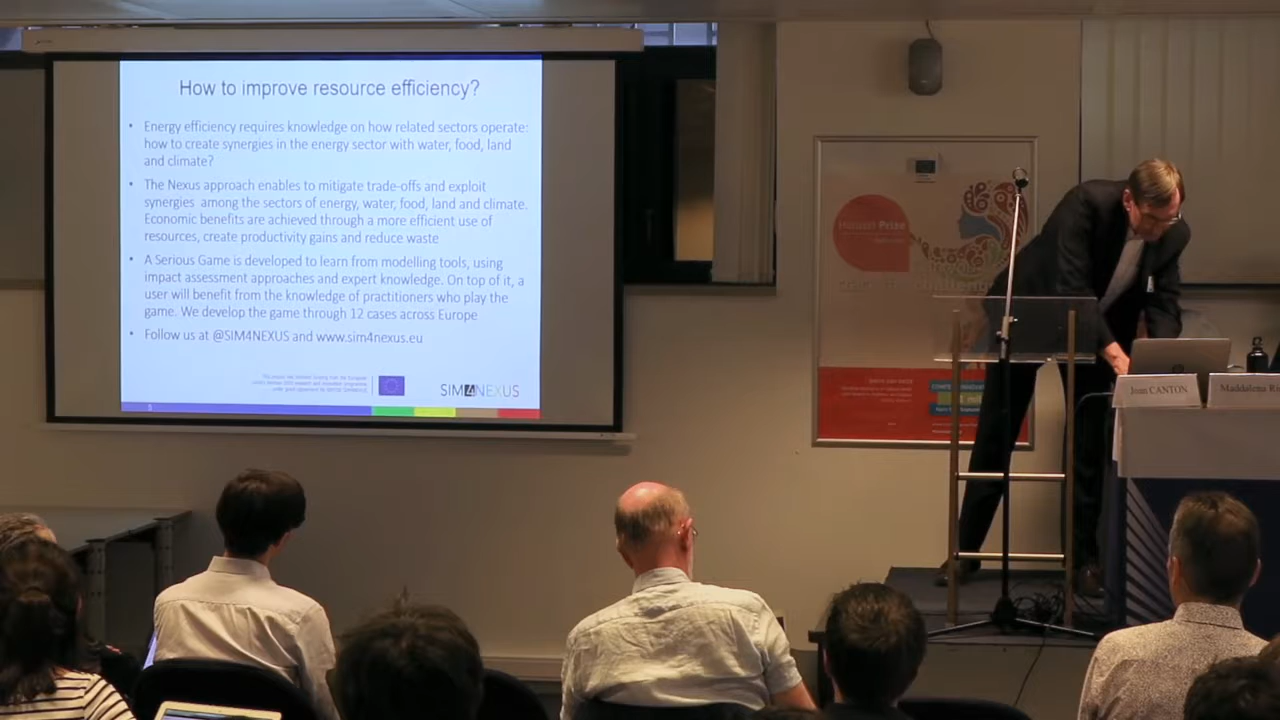 How to improve resource efficiency?
• Energy efficiency requires knowledge on how related sectors operate:
how to create synergies in the energy sector with water, food, land
and climate?
• The Nexus approach enables to mitigate trade-offs and exploit
synergies among the sectors of energy, water, food, land and climate.
Economic benefits are achieved through a more efficient use of
resources, create productivity gains and reduce waste
• A Serious Game is developed to learn from modelling tools, using
impact assessment approaches and expert knowledge. On top of it, a
user will benefit from the knowledge of practitioners who play the
game. We develop the game through 12 cases across Europe
• Follow us at @SIM4NEXUS and www.sim4nexus.eu
SIM4NEXUS
Horizon Prize
Joan CANTON
Maddalena